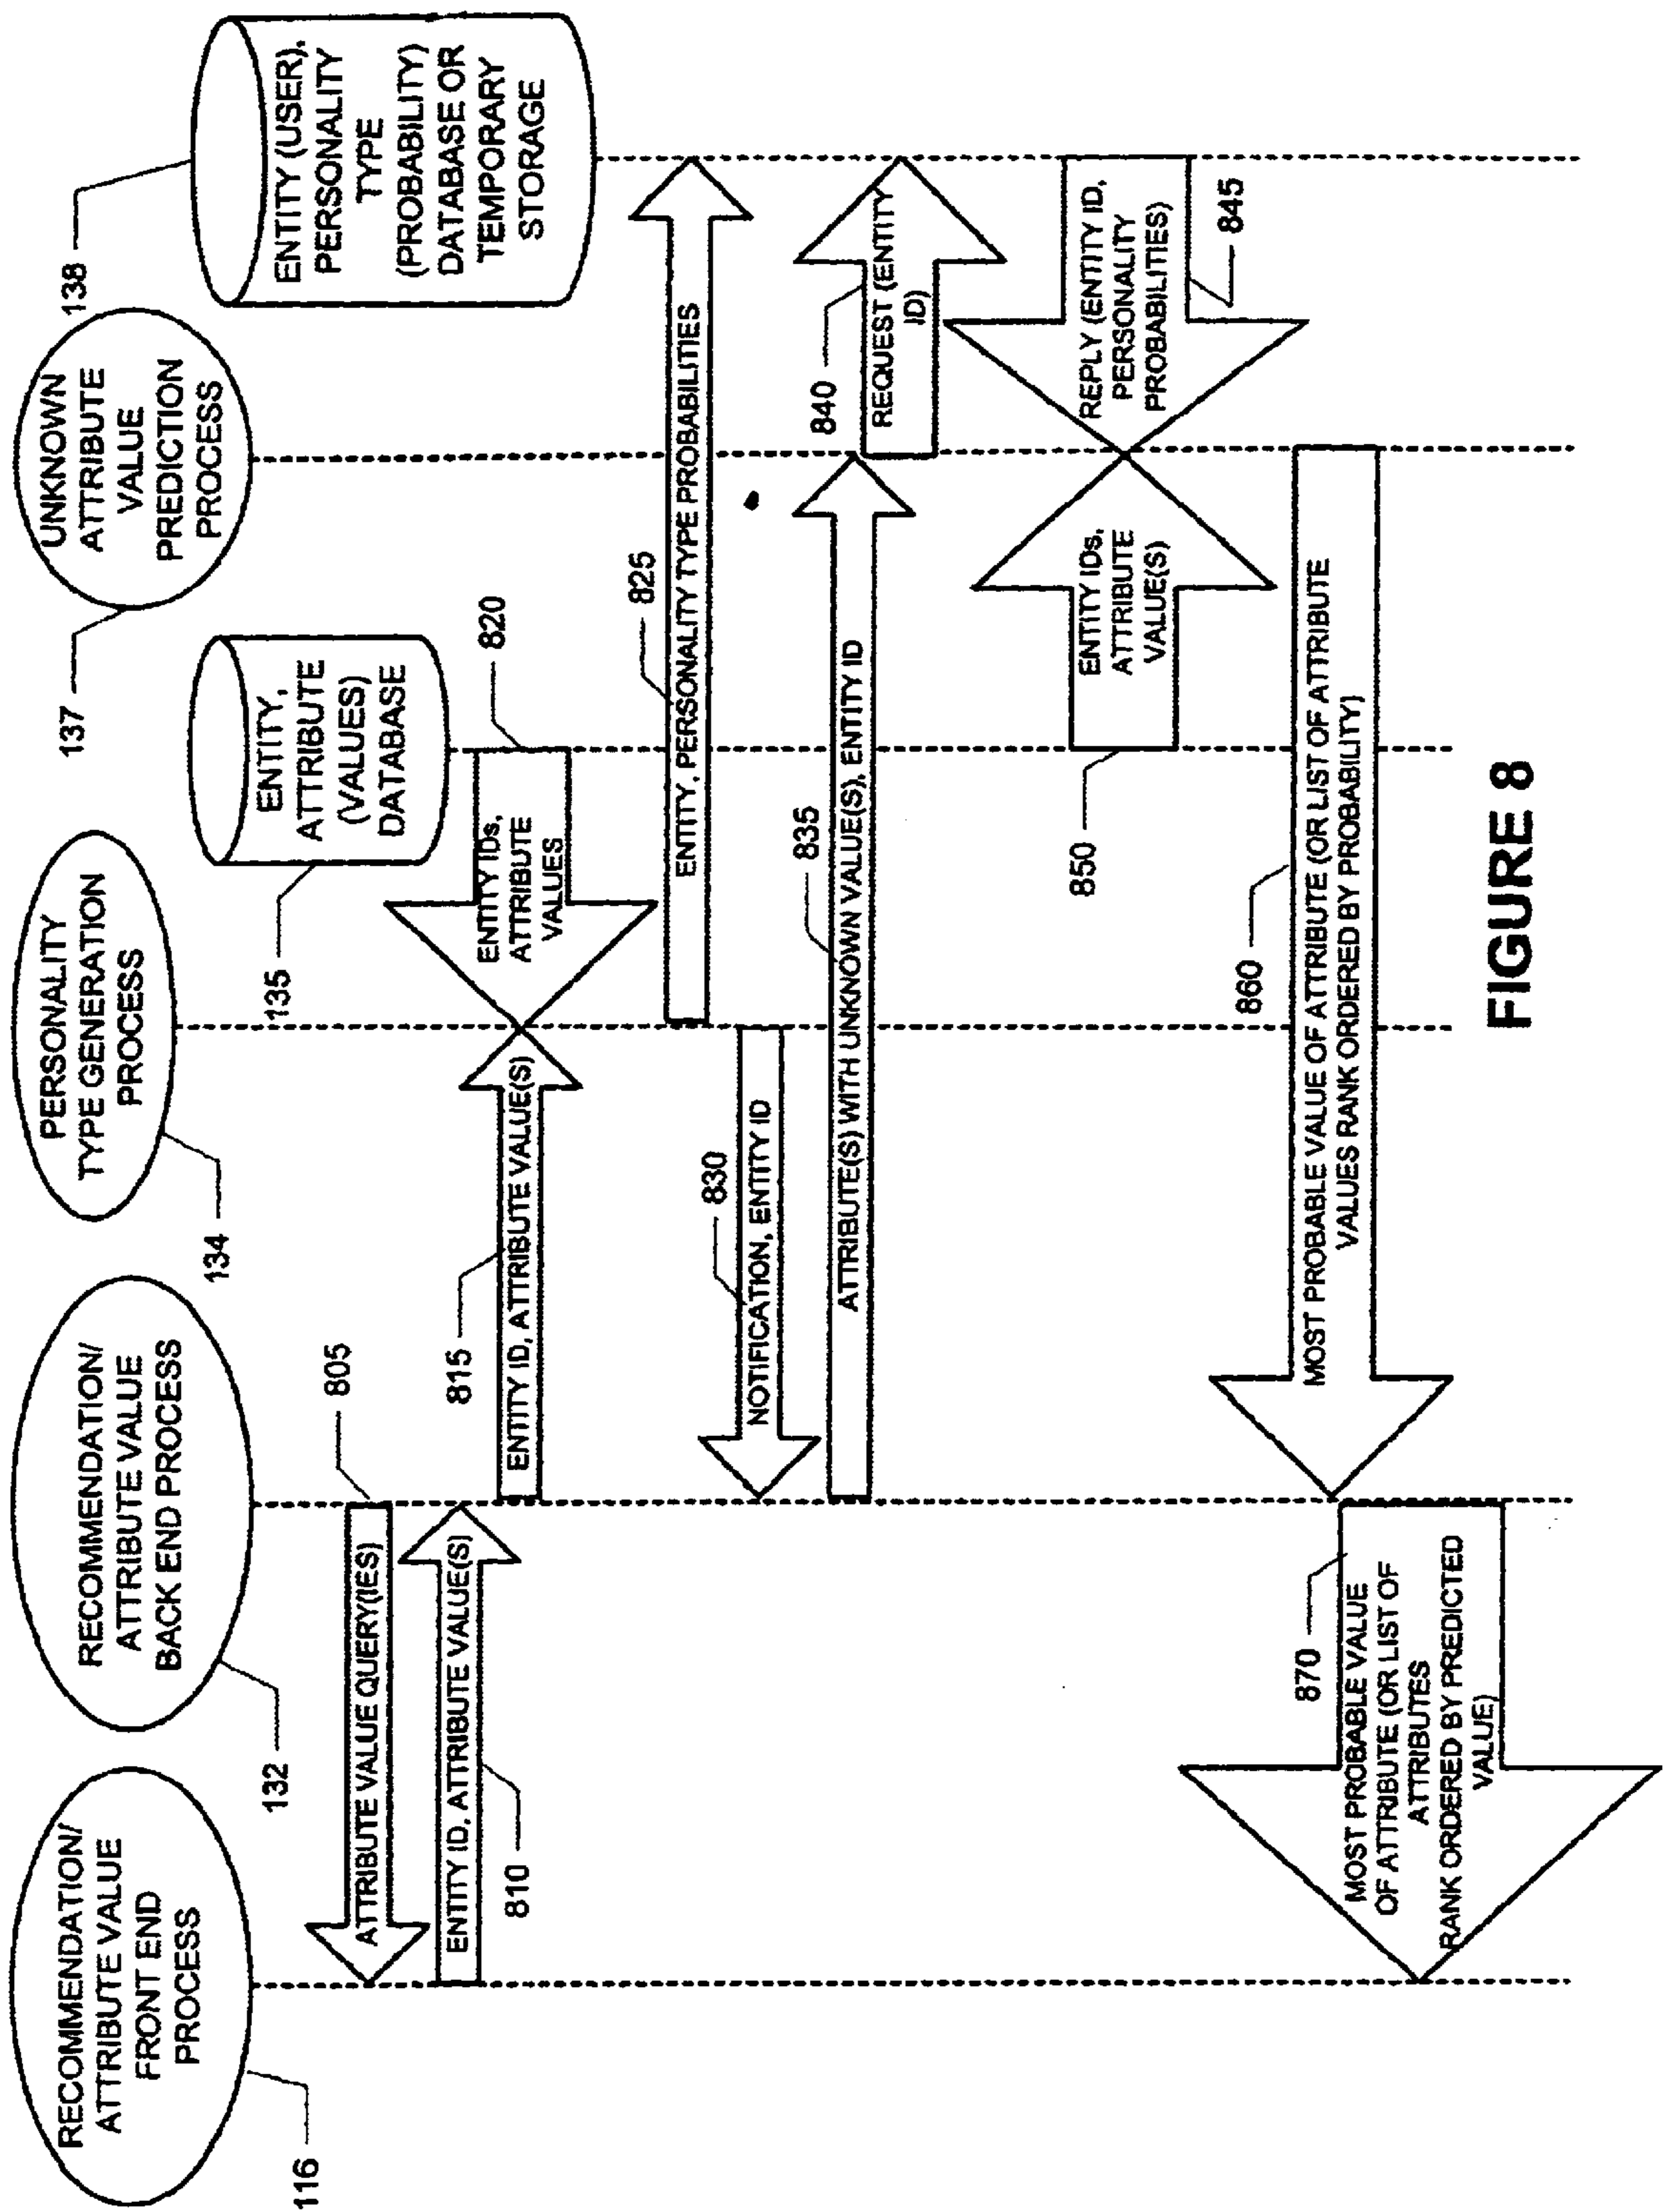 RECOMMENDATION/
ATTRIBUTE VALUE
FRONT END
PROCESS
116
RECOMMENDATION/
ATTRIBUTE VALUE
BACK END PROCESS
132
PERSONALITY
TYPE GENERATION
PROCESS
134
ENTITY,
ATTRIBUTE
(VALUES)
DATABASE
135
UNKNOWN
ATTRIBUTE
VALUE
PREDICTION
PROCESS
137
ENTITY (USER),
PERSONALITY
TYPE
(PROBABILITY)
DATABASE OR
TEMPORARY
STORAGE
138
805
ATTRIBUTE VALUE QUERY(IES)
ENTITY ID, ATTRIBUTE VALUE(S)
810
815
ENTITY ID, ATTRIBUTE VALUE(S)
820
ENTITY IDs,
ATTRIBUTE
VALUES
825
ENTITY, PERSONALITY TYPE PROBABILITIES
830
NOTIFICATION, ENTITY ID
835
ATTRIBUTE(S) WITH UNKNOWN VALUE(S), ENTITY ID
840
REQUEST (ENTITY
ID)
REPLY (ENTITY ID,
PERSONALITY
PROBABILITIES)
845
ENTITY IDs,
ATTRIBUTE
VALUE(S)
850
860
MOST PROBABLE VALUE OF ATTRIBUTE (OR LIST OF ATTRIBUTE
VALUES RANK ORDERED BY PROBABILITY)
870
MOST PROBABLE VALUE
OF ATTRIBUTE (OR LIST OF
ATTRIBUTES
RANK ORDERED BY PREDICTED
VALUE)
FIGURE 8